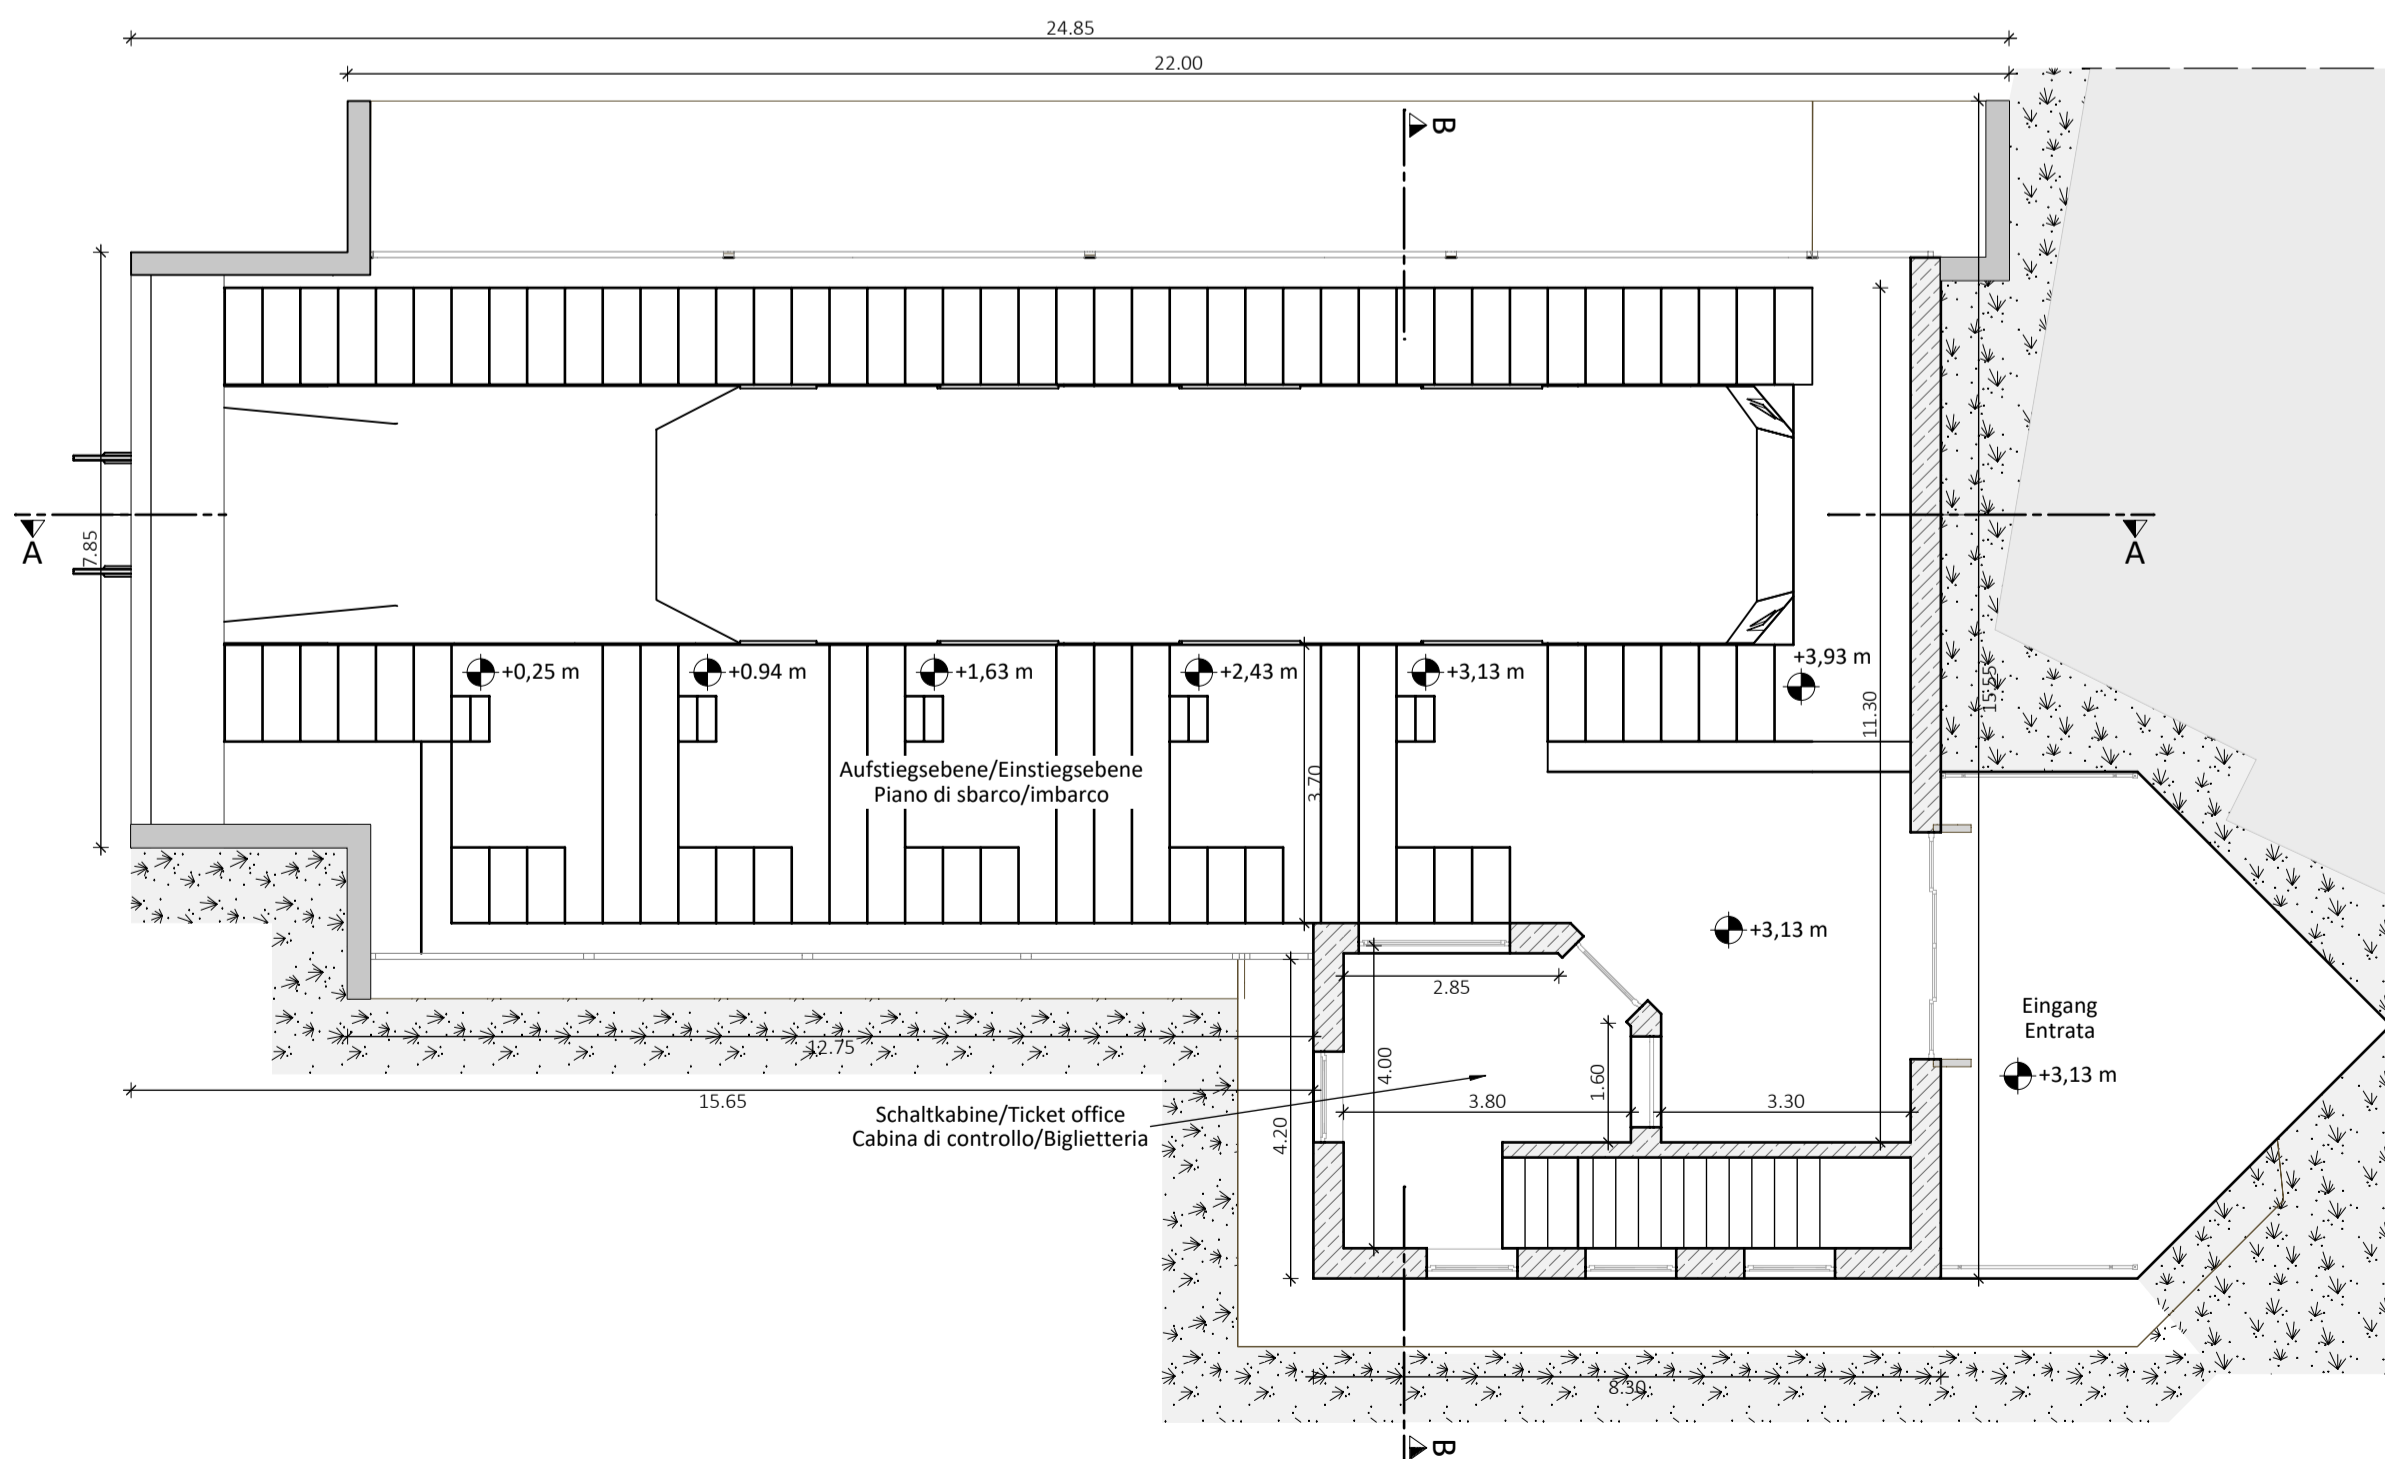 24.85
22.00
B
A
7.85
A
+0,25 m
+0.94 m
+1,63 m
+2,43 m
+3,13 m
+3,93 m
11.30
15.55
Aufstiegsebene/Einstiegsebene
Piano di sbarco/imbarco
3.70
+3,13 m
2.85
Eingang
Entrata
+3,13 m
12.75
4.00
1.60
15.65
3.80
3.30
Schaltkabine/Ticket office
Cabina di controllo/Biglietteria
4.20
8.30
B